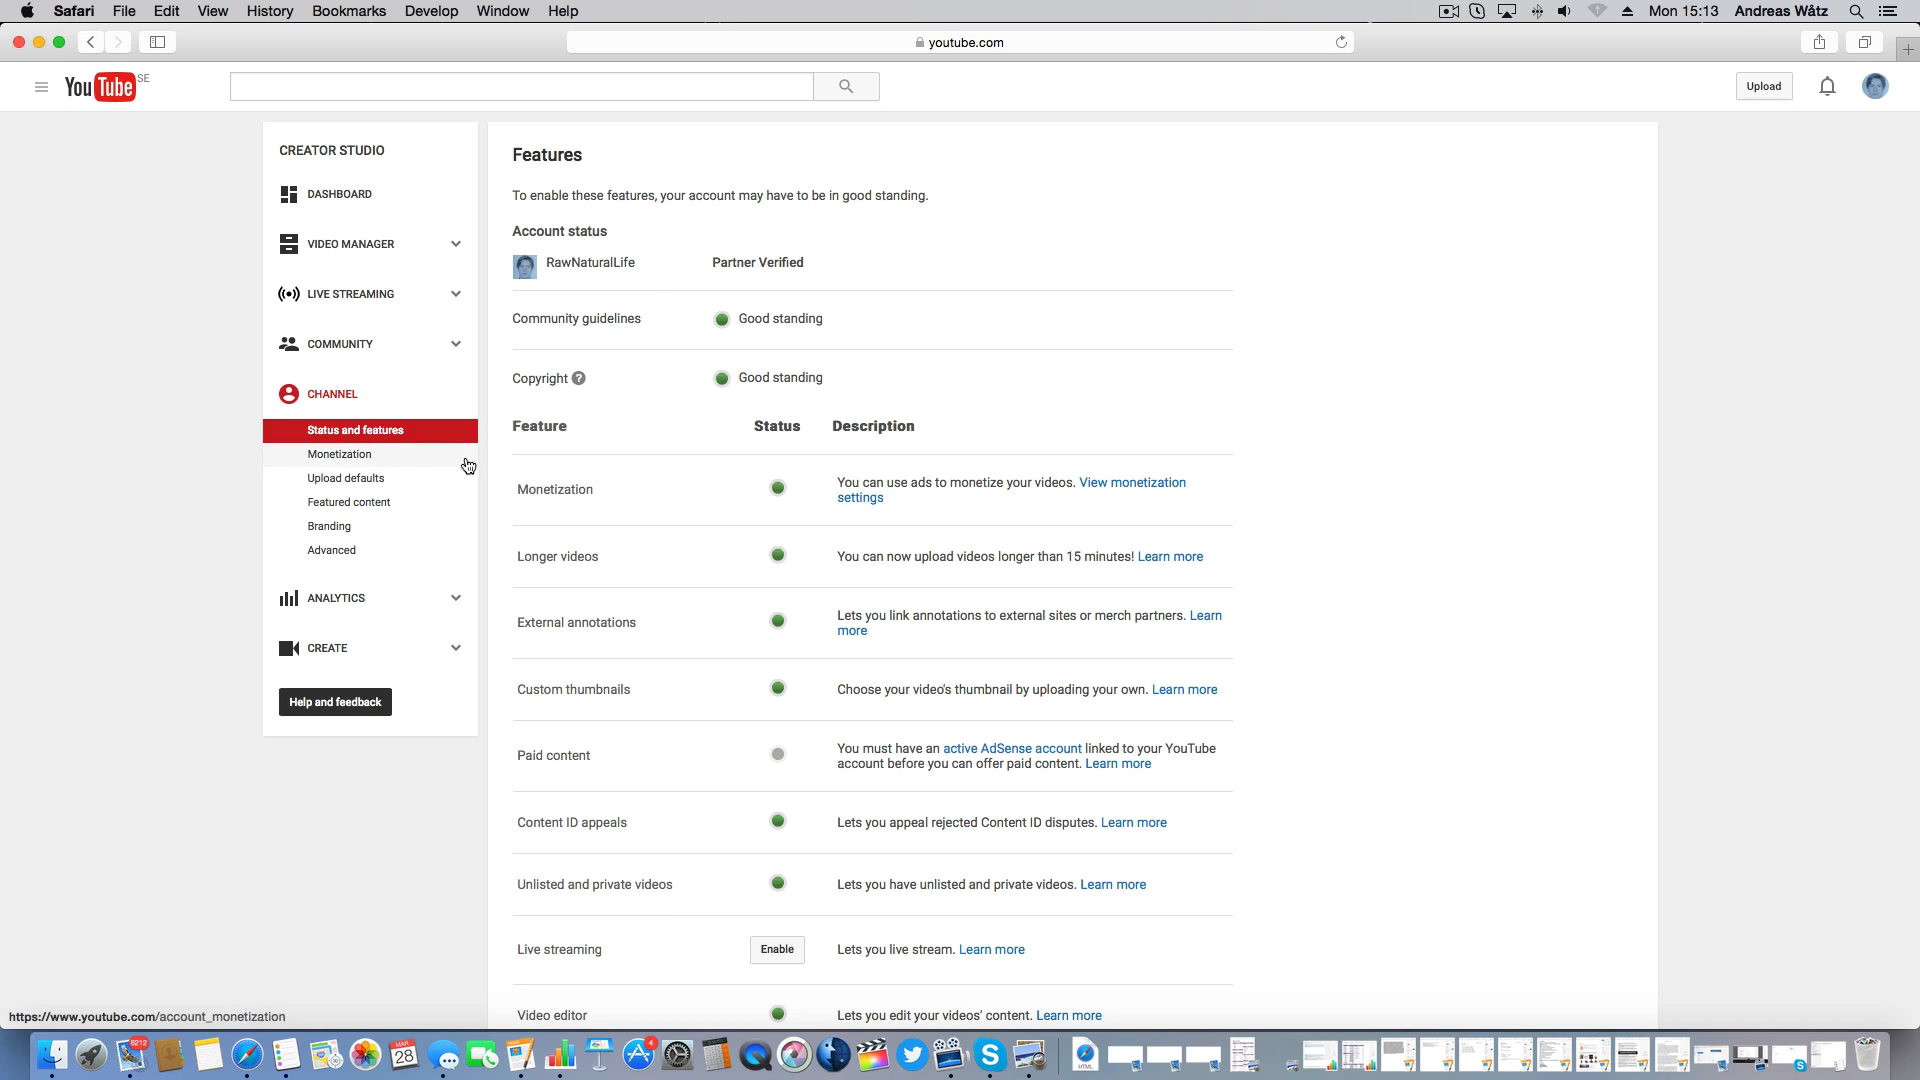 Safari File Edit View History Bookmarks Develop Window Help Mon 15:13 Andreas Wåtz
youtube.com
YouTube SE
Upload
CREATOR STUDIO
DASHBOARD
VIDEO MANAGER
LIVE STREAMING
COMMUNITY
CHANNEL
Status and features
Monetization
Upload defaults
Featured content
Branding
Advanced
ANALYTICS
CREATE
Help and feedback
Features
To enable these features, your account may have to be in good standing.
Account status
RawNaturalLife Partner Verified
Community guidelines Good standing
Copyright ? Good standing
Feature Status Description
Monetization You can use ads to monetize your videos. View monetization
settings
Longer videos You can now upload videos longer than 15 minutes! Learn more
External annotations Lets you link annotations to external sites or merch partners. Learn
more
Custom thumbnails Choose your video's thumbnail by uploading your own. Learn more
Paid content You must have an active AdSense account linked to your YouTube
account before you can offer paid content. Learn more
Content ID appeals Lets you appeal rejected Content ID disputes. Learn more
Unlisted and private videos Lets you have unlisted and private videos. Learn more
Live streaming Enable Lets you live stream. Learn more
Video editor Lets you edit your videos' content. Learn more
https://www.youtube.com/account_monetization
6212
MAR
28
4
HTML